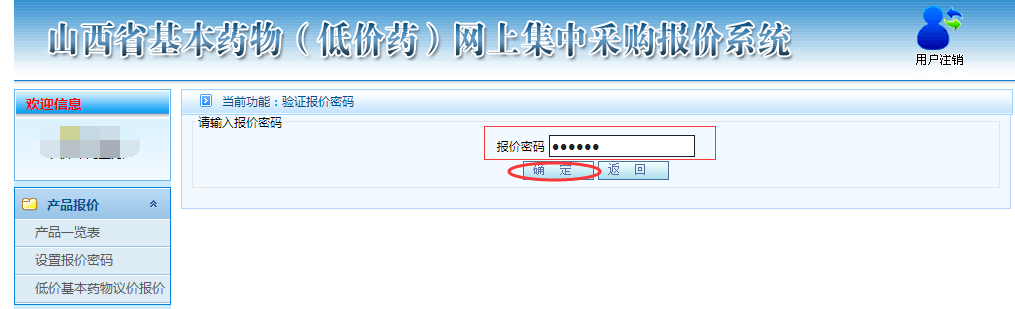 山西省基本药物（低价药）网上集中采购报价系统
用户注销
欢迎信息
当前功能：验证报价密码
请输入报价密码
报价密码 ●●●●●●
确 定 返 回
产品报价
产品一览表
设置报价密码
低价基本药物议价报价